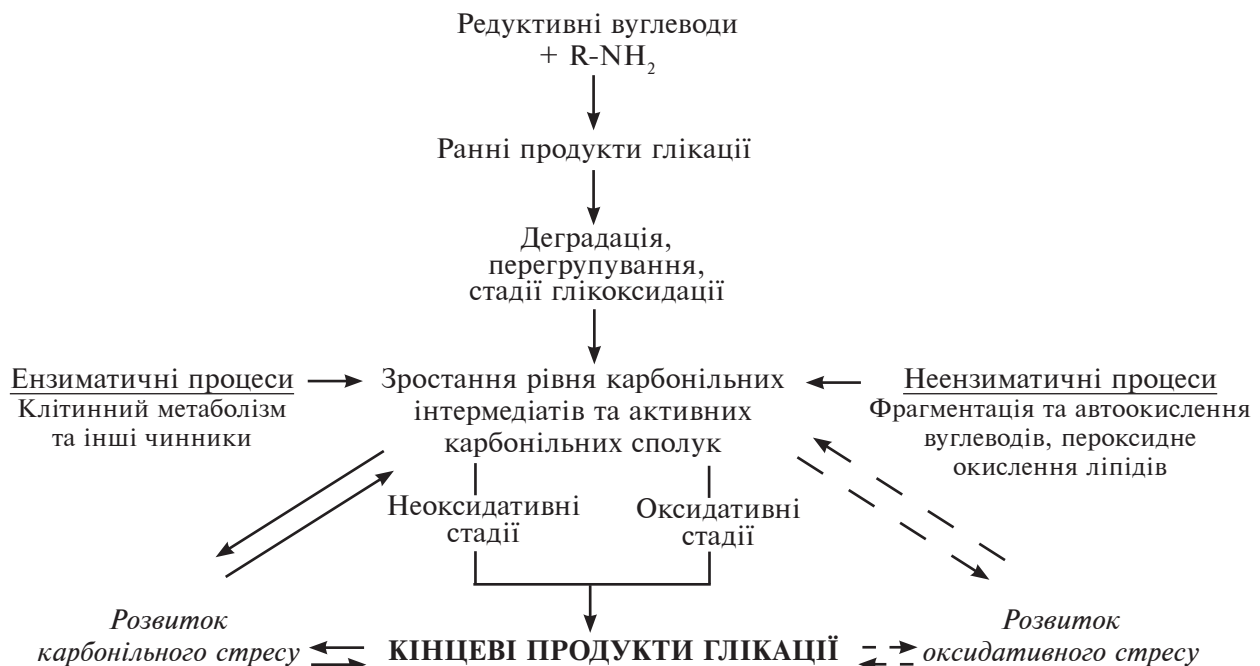 Редуктивні вуглеводи
+ R-NH2
Ранні продукти глікації
Деградація,
перегрупування,
стадії глікоксидації
Ензиматичні процеси
Клітинний метаболізм
та інші чинники
Зростання рівня карбонільних
інтермедіатів та активних
карбонільних сполук
Неензиматичні процеси
Фрагментація та автоокислення
вуглеводів, пероксидне
окислення ліпідів
Неоксидативні
стадії
Оксидативні
стадії
Розвиток
карбонільного стресу
КІНЦЕВІ ПРОДУКТИ ГЛІКАЦІЇ
Розвиток
оксидативного стресу